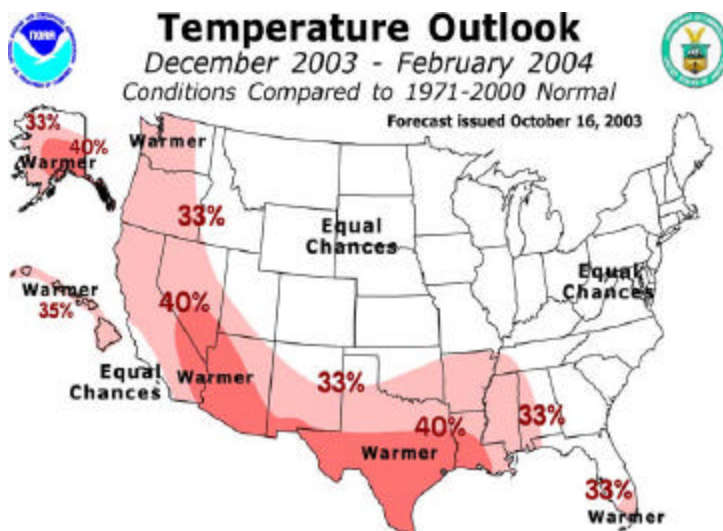 Temperature Outlook
December 2003 - February 2004
Conditions Compared to 1971-2000 Normal
Forecast issued October 16, 2003
NOAA
33%
40%
Warmer
Warmer
33%
Equal
Chances
Equal
Chances
Warmer
35%
40%
Equal
Chances
Warmer
33%
40%
33%
Warmer
33%
Warmer